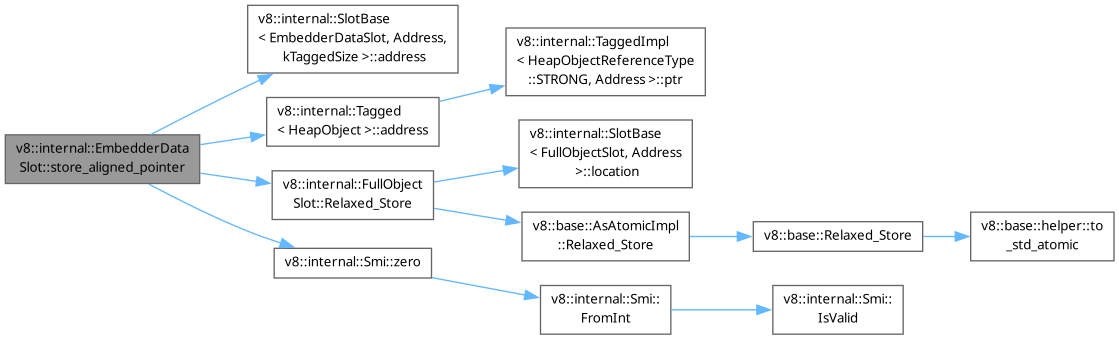 v8::internal::EmbedderData
Slot::store_aligned_pointer
v8::internal::SlotBase
< EmbedderDataSlot, Address,
kTaggedSize >::address
v8::internal::Tagged
< HeapObject >::address
v8::internal::TaggedImpl
< HeapObjectReferenceType
::STRONG, Address >::ptr
v8::internal::FullObject
Slot::Relaxed_Store
v8::internal::SlotBase
< FullObjectSlot, Address
>::location
v8::base::AsAtomicImpl
::Relaxed_Store
v8::base::Relaxed_Store
v8::base::helper::to
_std_atomic
v8::internal::Smi::zero
v8::internal::Smi::
FromInt
v8::internal::Smi::
IsValid